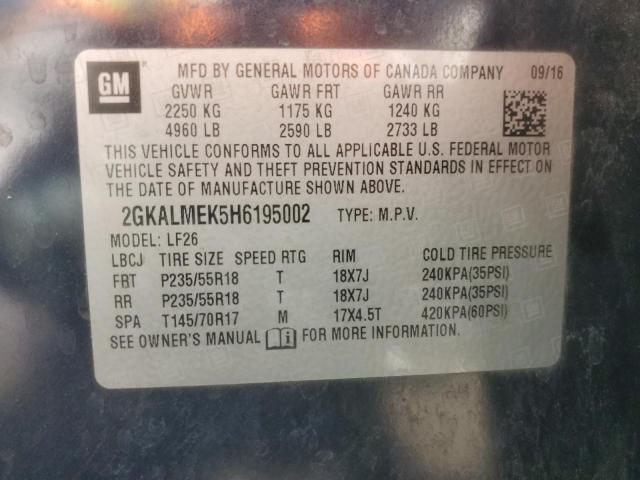 GM
MFD BY GENERAL MOTORS OF CANADA COMPANY 09/16
GVWR GAWR FRT GAWR RR
2250 KG 1175 KG 1240 KG
4960 LB 2590 LB 2733 LB
THIS VEHICLE CONFORMS TO ALL APPLICABLE U.S. FEDERAL MOTOR
VEHICLE SAFETY AND THEFT PREVENTION STANDARDS IN EFFECT ON
THE DATE OF MANUFACTURE SHOWN ABOVE.
2GKALMEK5H6195002 TYPE: M.P.V.
MODEL: LF26
LBCJ TIRE SIZE SPEED RTG RIM COLD TIRE PRESSURE
FRT P235/55R18 T 18X7J 240KPA(35PSI)
RR P235/55R18 T 18X7J 240KPA(35PSI)
SPA T145/70R17 M 17X4.5T 420KPA(60PSI)
SEE OWNER'S MANUAL FOR MORE INFORMATION.